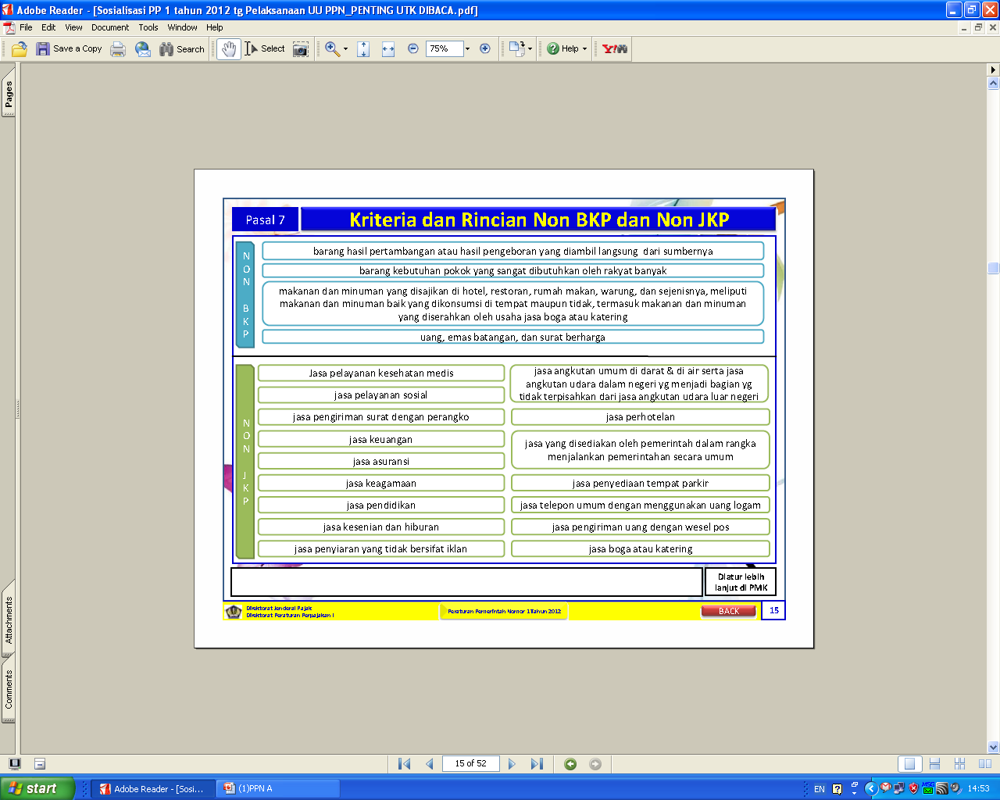 Adobe Reader - [Sosialisasi PP 1 tahun 2012 tg Pelaksanaan UU PPN_PENTING UTK DIBACA.pdf]
File Edit View Document Tools Window Help
Save a Copy Search Select 75% Help Y!
Pages
Pasal 7
Kriteria dan Rincian Non BKP dan Non JKP
NON BKP
barang hasil pertambangan atau hasil pengeboran yang diambil langsung dari sumbernya
barang kebutuhan pokok yang sangat dibutuhkan oleh rakyat banyak
makanan dan minuman yang disajikan di hotel, restoran, rumah makan, warung, dan sejenisnya, meliputi
makanan dan minuman baik yang dikonsumsi di tempat maupun tidak, termasuk makanan dan minuman
yang diserahkan oleh usaha jasa boga atau katering
uang, emas batangan, dan surat berharga
NON JKP
Jasa pelayanan kesehatan medis
jasa pelayanan sosial
jasa pengiriman surat dengan perangko
jasa keuangan
jasa asuransi
jasa keagamaan
jasa pendidikan
jasa kesenian dan hiburan
jasa penyiaran yang tidak bersifat iklan
jasa angkutan umum di darat & di air serta jasa
angkutan udara dalam negeri yg menjadi bagian yg
tidak terpisahkan dari jasa angkutan udara luar negeri
jasa perhotelan
jasa yang disediakan oleh pemerintah dalam rangka
menjalankan pemerintahan secara umum
jasa penyediaan tempat parkir
jasa telepon umum dengan menggunakan uang logam
jasa pengiriman uang dengan wesel pos
jasa boga atau katering
Diatur lebih
lanjut di PMK
Direktorat Jenderal Pajak
Direktorat Peraturan Perpajakan I
Peraturan Pemerintah Nomor 1 Tahun 2012
BACK
15
Attachments
Comments
15 of 52
start
Adobe Reader - [Sosi...
(1)PPN A
EN
MSG
14:53